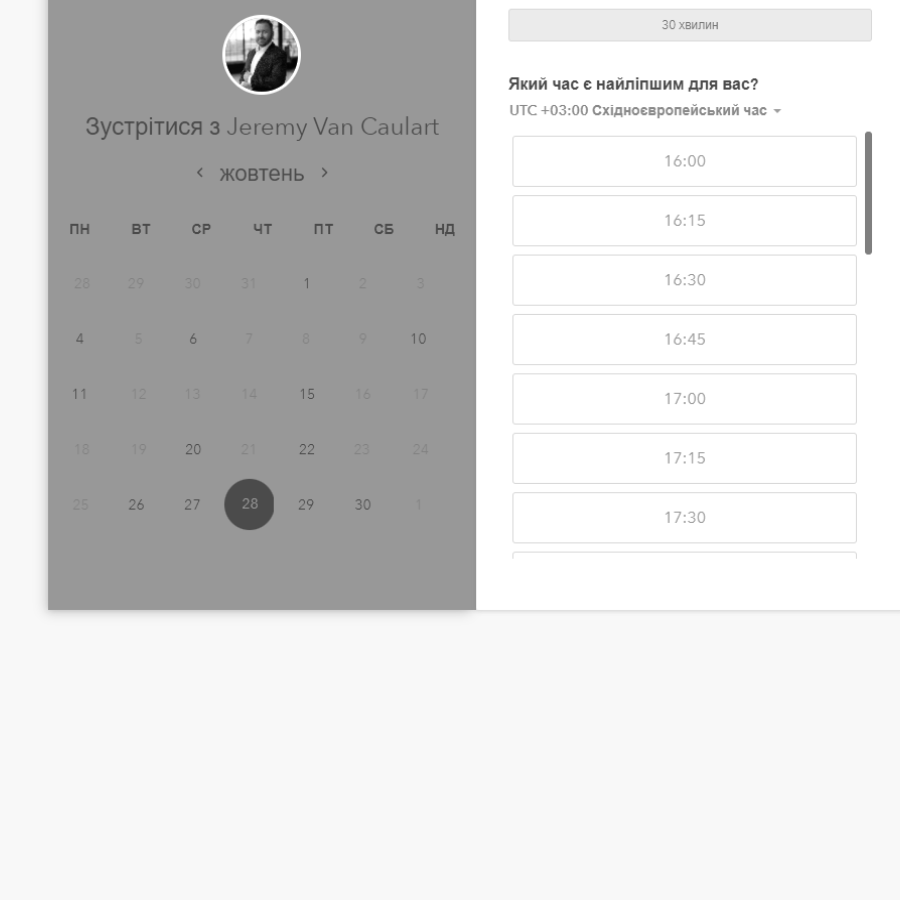 Зустрітися з Jeremy Van Caulart
жовтень
ПН ВТ СР ЧТ ПТ СБ НД
28 29 30 31 1 2 3
4 5 6 7 8 9 10
11 12 13 14 15 16 17
18 19 20 21 22 23 24
25 26 27 28 29 30 1
30 хвилин
Який час є найліпшим для вас?
UTC +03:00 Східноєвропейський час
16:00
16:15
16:30
16:45
17:00
17:15
17:30